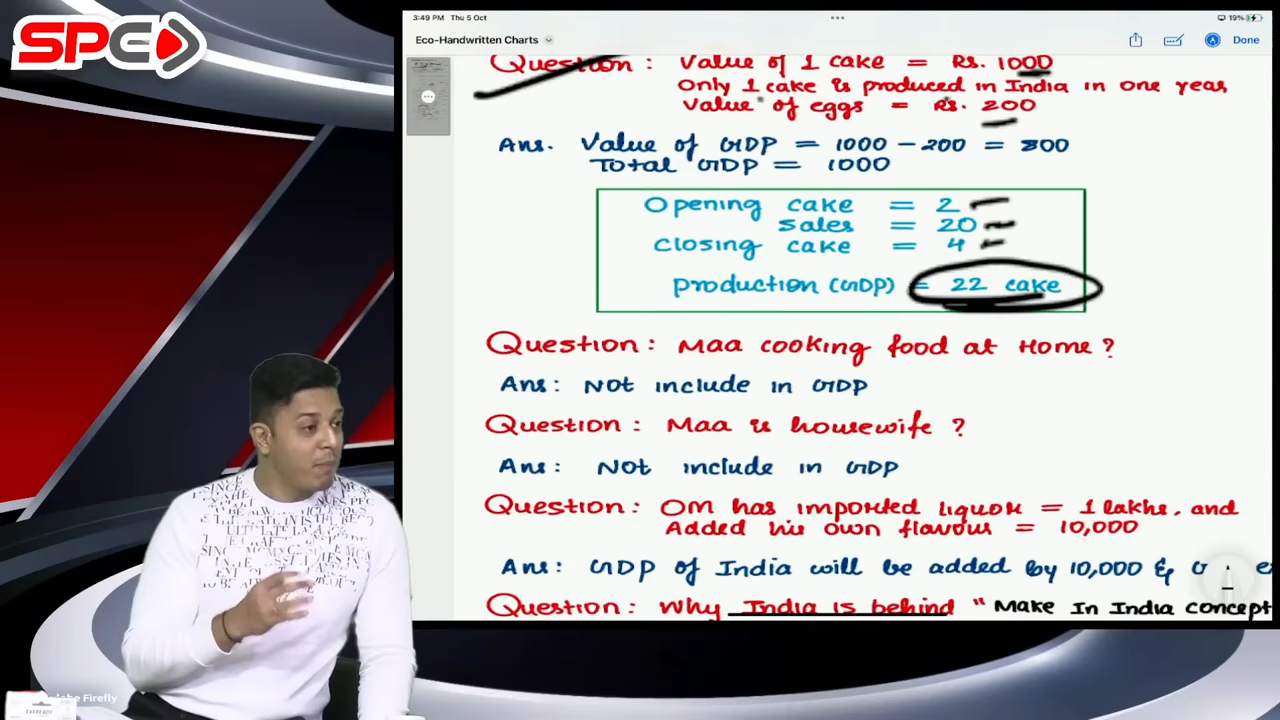 SPC
3:49 PM Thu 5 Oct
19%
Eco-Handwritten Charts
Done
Question: Value of 1 cake = Rs. 1000
Only 1 cake is produced in India in one year
Value of eggs = Rs. 200
Ans. Value of GDP = 1000 - 200 = 800
Total GDP = 1000
Opening cake = 2
Sales = 20
Closing cake = 4
Production (GDP) = 22 cake
Question: Maa cooking food at Home?
Ans: Not include in GDP
Question: Maa is housewife?
Ans: Not include in GDP
Question: OM has imported liquor = 1 lakhs, and
Added his own flavour = 10,000
Ans: GDP of India will be added by 10,000 &
Question: Why India is behind "Make In India concept
Firefly
EVEREADY